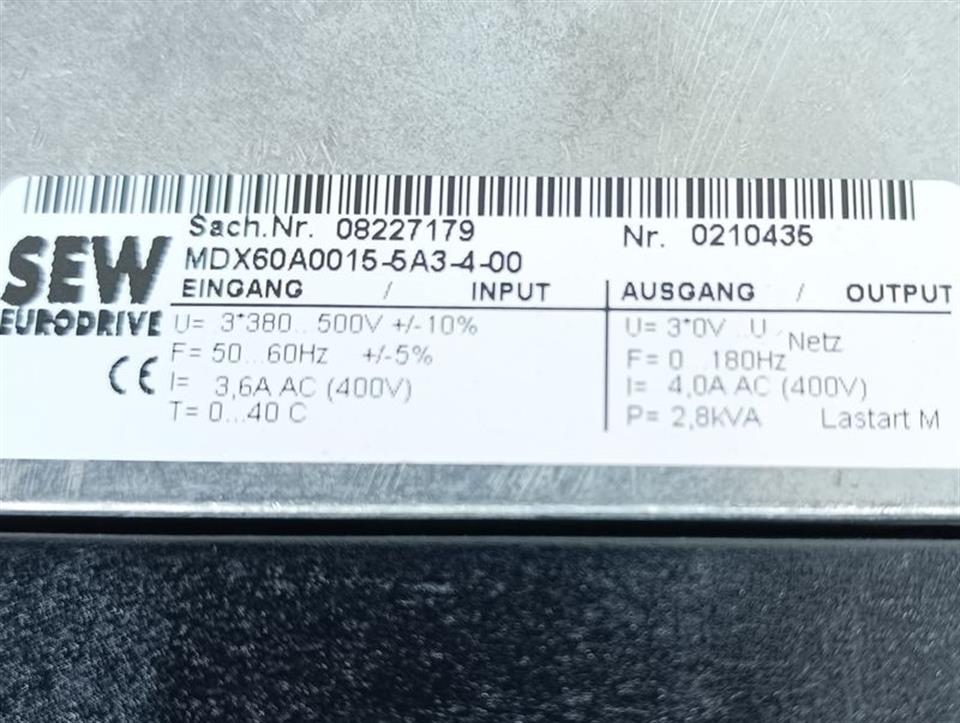 Sach.Nr. 08227179 Nr. 0210435
SEW
EURODRIVE
MDX60A0015-5A3-4-00
EINGANG / INPUT
U= 3*380...500V +/-10%
F= 50...60Hz +/-5%
I= 3,6A AC (400V)
T= 0...40 C
CE
AUSGANG / OUTPUT
U= 3*0V...U Netz
F= 0...180Hz
I= 4,0A AC (400V)
P= 2,8kVA Lastart M